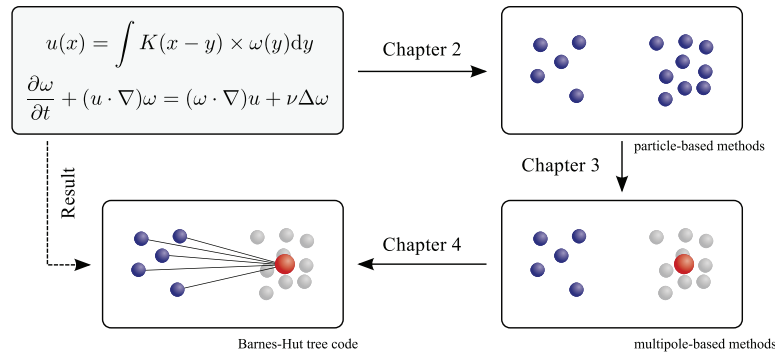 u(x) = ∫ K(x − y) × ω(y)dy
∂ω/∂t + (u · ∇)ω = (ω · ∇)u + νΔω
Chapter 2
particle-based methods
Chapter 3
Result
Chapter 4
Barnes-Hut tree code
multipole-based methods